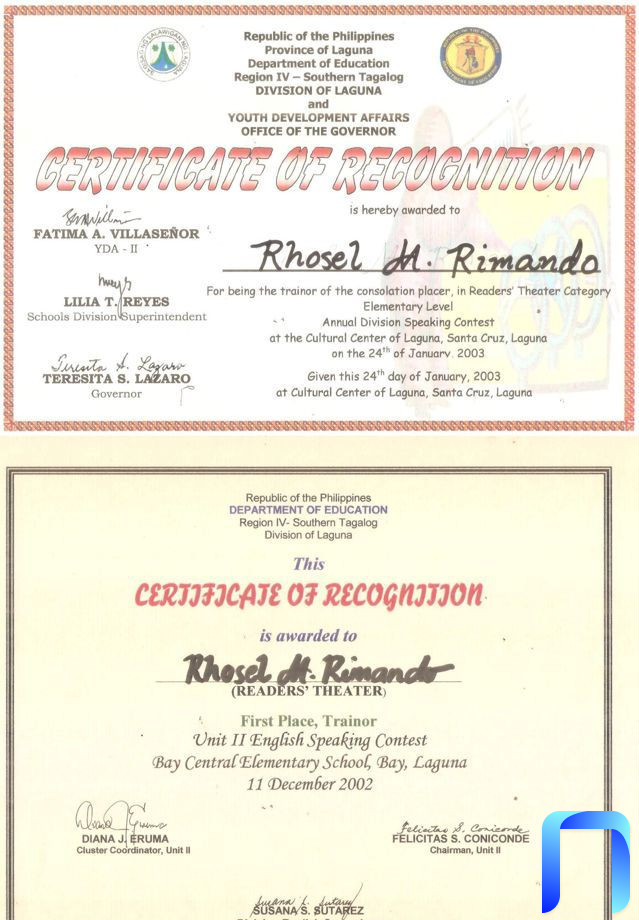 Republic of the Philippines
Province of Laguna
Department of Education
Region IV – Southern Tagalog
DIVISION OF LAGUNA
and
YOUTH DEVELOPMENT AFFAIRS
OFFICE OF THE GOVERNOR
CERTIFICATE OF RECOGNITION
is hereby awarded to
Rhosel M. Rimando
For being the trainor of the consolation placer, in Readers' Theater Category
Elementary Level
Annual Division Speaking Contest
at the Cultural Center of Laguna, Santa Cruz, Laguna
on the 24th of January. 2003
Given this 24th day of January, 2003
at Cultural Center of Laguna, Santa Cruz, Laguna
FATIMA A. VILLASEÑOR
YDA - II
LILIA T. REYES
Schools Division Superintendent
Teresita S. Lazaro
TERESITA S. LAZARO
Governor
Republic of the Philippines
DEPARTMENT OF EDUCATION
Region IV- Southern Tagalog
Division of Laguna
This
CERTIFICATE OF RECOGNITION
is awarded to
Rhosel M. Rimando
(READERS' THEATER)
First Place, Trainor
Unit II English Speaking Contest
Bay Central Elementary School, Bay, Laguna
11 December 2002
DIANA J. ERUMA
Cluster Coordinator, Unit II
Felicitas S. Coniconde
FELICITAS S. CONICONDE
Chairman, Unit II
SUSANA S. SUTAREZ